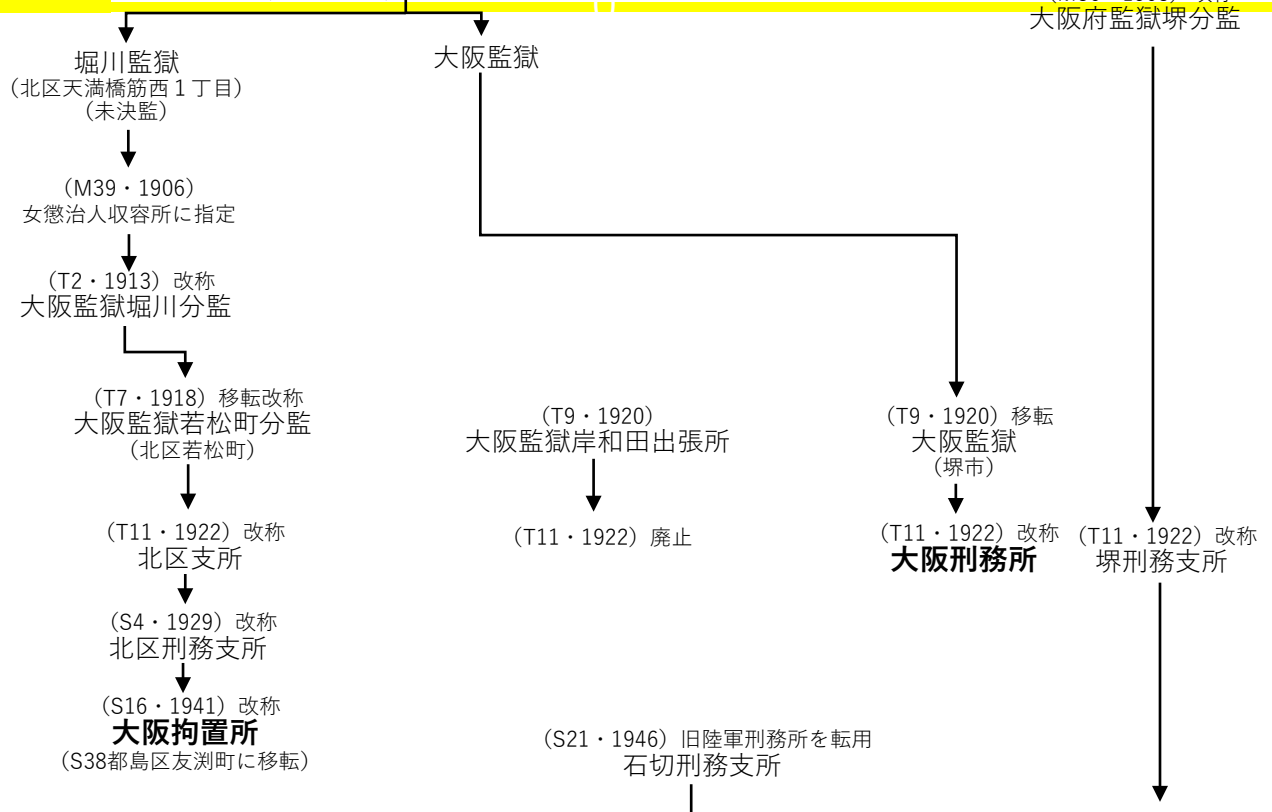 大阪府監獄堺分監
堀川監獄
(北区天満橋筋西1丁目)
(未決監)
大阪監獄
(M39・1906)
女懲治人収容所に指定
(T2・1913) 改称
大阪監獄堀川分監
(T7・1918) 移転改称
大阪監獄若松町分監
(北区若松町)
(T9・1920)
大阪監獄岸和田出張所
(T9・1920) 移転
大阪監獄
(堺市)
(T11・1922) 改称
北区支所
(T11・1922) 廃止
(T11・1922) 改称
大阪刑務所
(T11・1922) 改称
堺刑務支所
(S4・1929) 改称
北区刑務支所
(S16・1941) 改称
大阪拘置所
(S38都島区友渕町に移転)
(S21・1946) 旧陸軍刑務所を転用
石切刑務支所